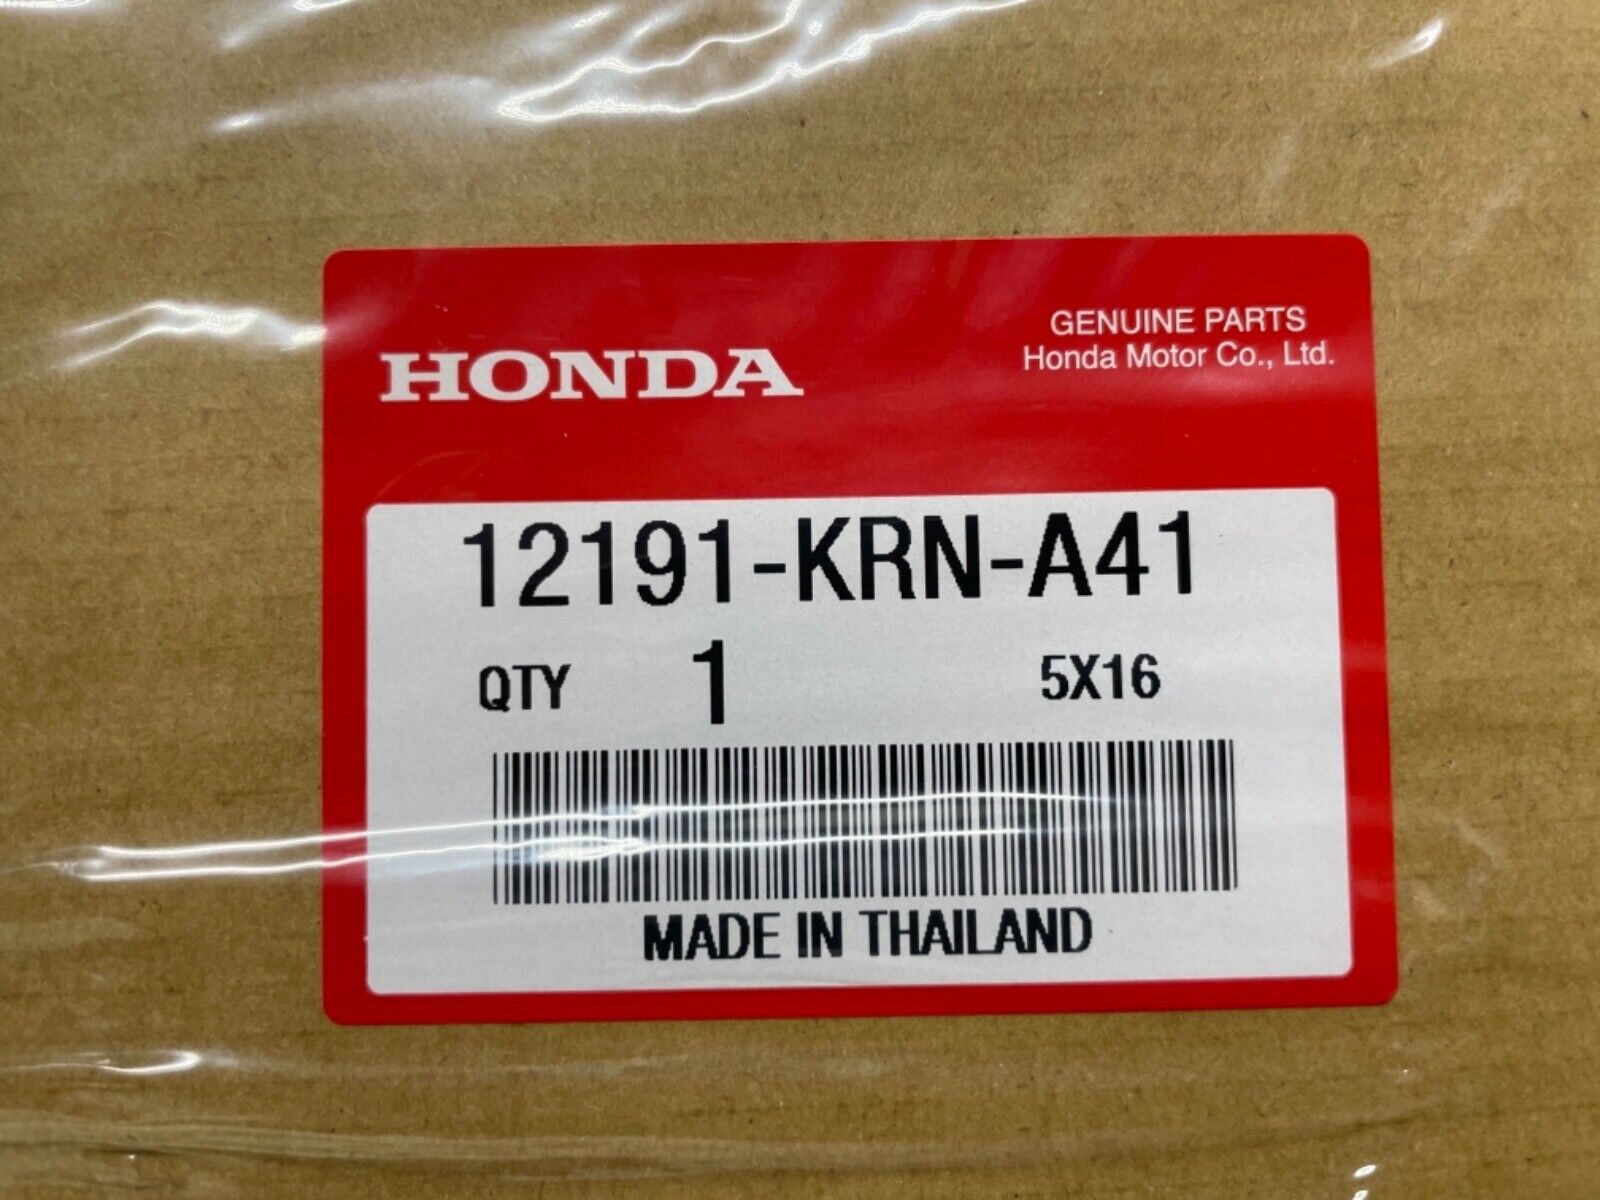 HONDA
GENUINE PARTS
Honda Motor Co., Ltd.
12191-KRN-A41
QTY 1 5X16
MADE IN THAILAND